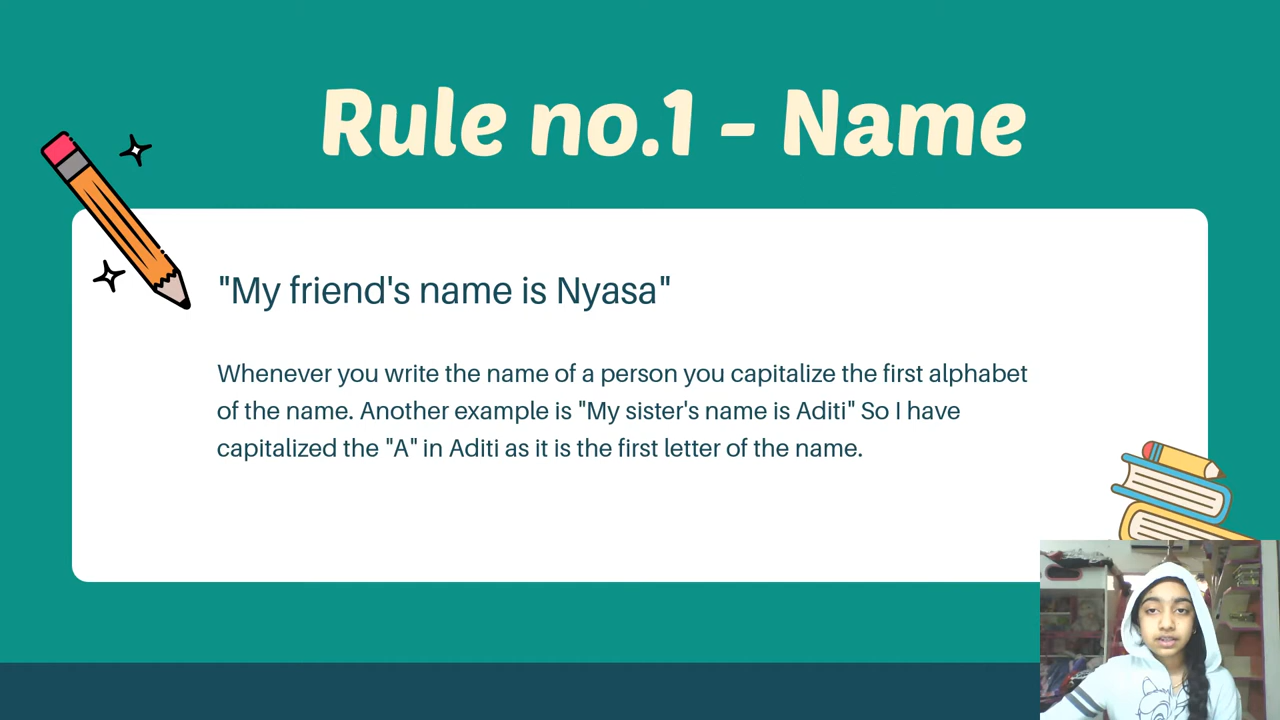 Rule no.1 - Name
"My friend's name is Nyasa"
Whenever you write the name of a person you capitalize the first alphabet
of the name. Another example is "My sister's name is Aditi" So I have
capitalized the "A" in Aditi as it is the first letter of the name.